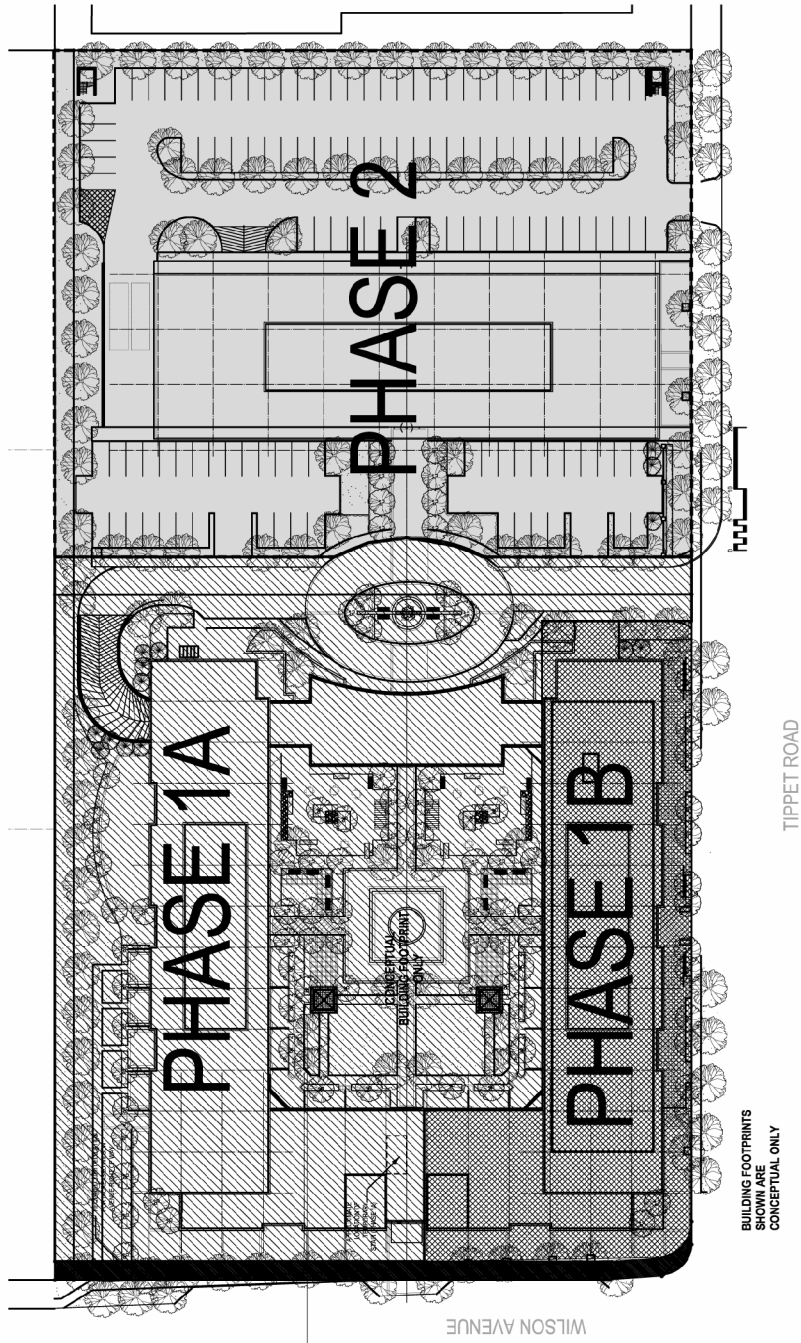 PHASE 2
PHASE 1A
PHASE 1B
CONCEPTUAL
BUILDING FOOTPRINT
ONLY
TIPPET ROAD
BUILDING FOOTPRINTS
SHOWN ARE
CONCEPTUAL ONLY
WILSON AVENUE